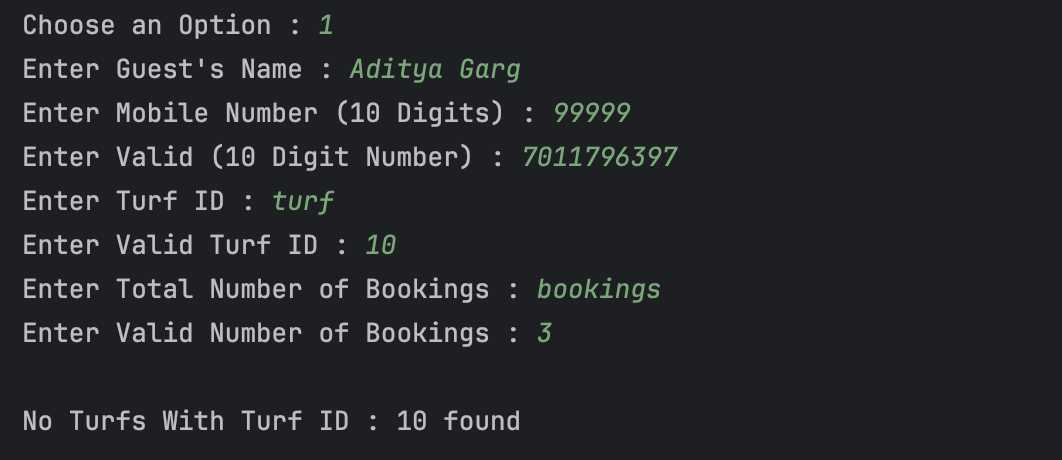 Choose an Option : 1
Enter Guest's Name : Aditya Garg
Enter Mobile Number (10 Digits) : 99999
Enter Valid (10 Digit Number) : 7011796397
Enter Turf ID : turf
Enter Valid Turf ID : 10
Enter Total Number of Bookings : bookings
Enter Valid Number of Bookings : 3
No Turfs With Turf ID : 10 found